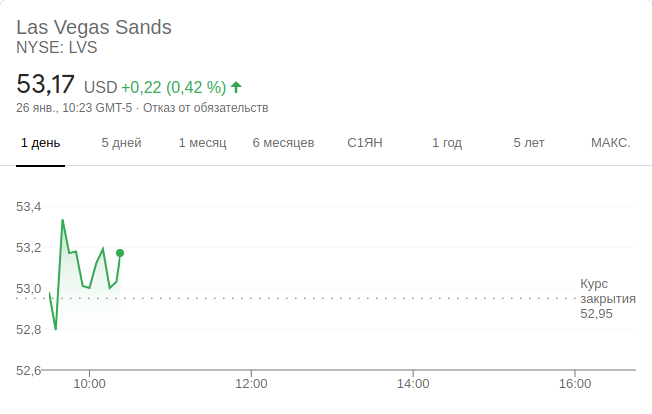 Las Vegas Sands
NYSE: LVS
53,17 USD +0,22 (0,42 %)
26 янв., 10:23 GMT-5 · Отказ от обязательств
1 день 5 дней 1 месяц 6 месяцев С1ЯН 1 год 5 лет МАКС.
53,4
53,2
53,0
52,8
52,6
Курс
закрытия
52,95
10:00 12:00 14:00 16:00